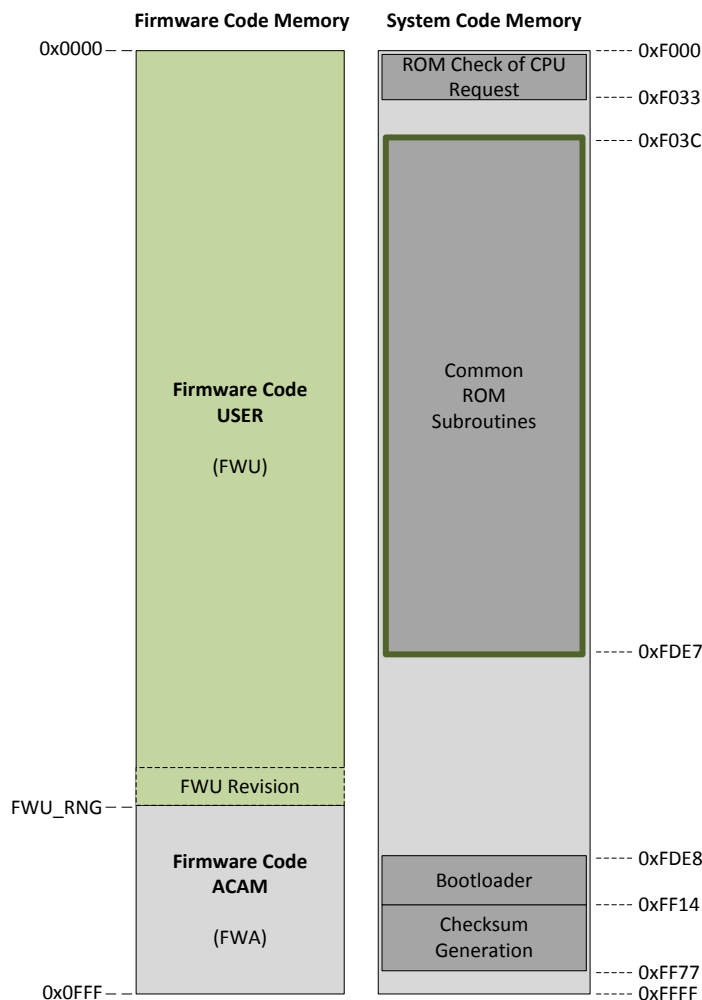 Firmware Code Memory
System Code Memory
0x0000
0xF000
ROM Check of CPU
Request
0xF033
0xF03C
Common
ROM
Subroutines
Firmware Code
USER
(FWU)
0xFDE7
FWU Revision
FWU_RNG
Firmware Code
ACAM
(FWA)
0xFDE8
Bootloader
0xFF14
Checksum
Generation
0xFF77
0x0FFF
0xFFFF